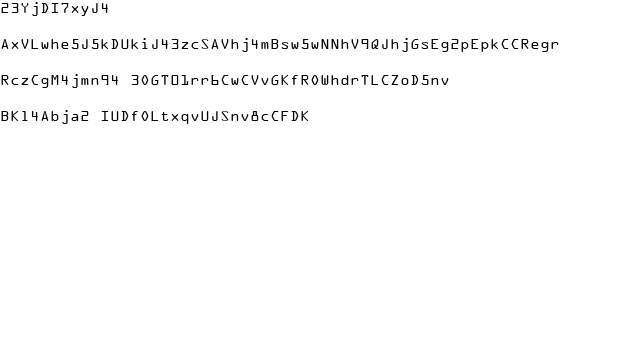 23YjDI7xyJ4
AxVLwhe5J5kDUkiJ43zcSAVhj4mBsw5wNNhV9QJhjGsEg2pEpkCCRegr
RczCgM4jmn94 30GTO1rr6CwCVvGKfR0WhdrTLCZoD5nv
BK14Abja2 IUDf0LtxqvUJSnv8cCFDK